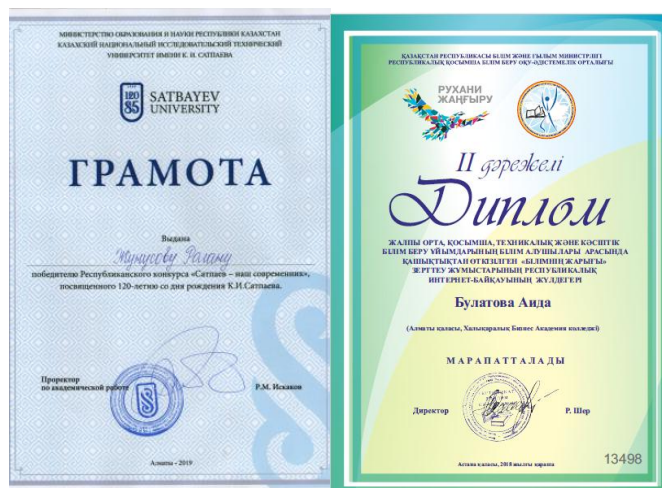 МИНИСТЕРСТВО ОБРАЗОВАНИЯ И НАУКИ РЕСПУБЛИКИ КАЗАХСТАН
КАЗАХСКИЙ НАЦИОНАЛЬНЫЙ ИССЛЕДОВАТЕЛЬСКИЙ ТЕХНИЧЕСКИЙ
УНИВЕРСИТЕТ ИМЕНИ К. И. САТПАЕВА
120
85
SATBAYEV
UNIVERSITY
ГРАМОТА
Выдана
Жунусову Рагану
победителю Республиканского конкурса «Сатпаев – наш современник»,
посвященного 120-летию со дня рождения К.И.Сатпаева.
Проректор
по академической работе
Р.М. Искаков
Алматы - 2019
ҚАЗАҚСТАН РЕСПУБЛИКАСЫ БІЛІМ ЖӘНЕ ҒЫЛЫМ МИНИСТРЛІГІ
РЕСПУБЛИКАЛЫҚ ҚОСЫМША БІЛІМ БЕРУ ОҚУ-ӘДІСТЕМЕЛІК ОРТАЛЫҒЫ
РУХАНИ
ЖАҢҒЫРУ
II дәрежелі
Диплом
ЖАЛПЫ ОРТА, ҚОСЫМША, ТЕХНИКАЛЫҚ ЖӘНЕ КӘСІПТІК
БІЛІМ БЕРУ ҰЙЫМДАРЫНЫҢ БІЛІМ АЛУШЫЛАРЫ АРАСЫНДА
ҚАШЫҚТЫҚТАН ӨТКІЗІЛГЕН «БІЛІМНІҢ ЖАРЫҒЫ»
ЗЕРТТЕУ ЖҰМЫСТАРЫНЫҢ РЕСПУБЛИКАЛЫҚ
ИНТЕРНЕТ-БАЙҚАУЫНЫҢ ЖҮЛДЕГЕРІ
Булатова Аида
(Алматы қаласы, Халықаралық Бизнес Академия колледжі)
МАРАПАТТАЛАДЫ
Директор
Р. Шер
Астана қаласы, 2018 жылғы қараша
13498